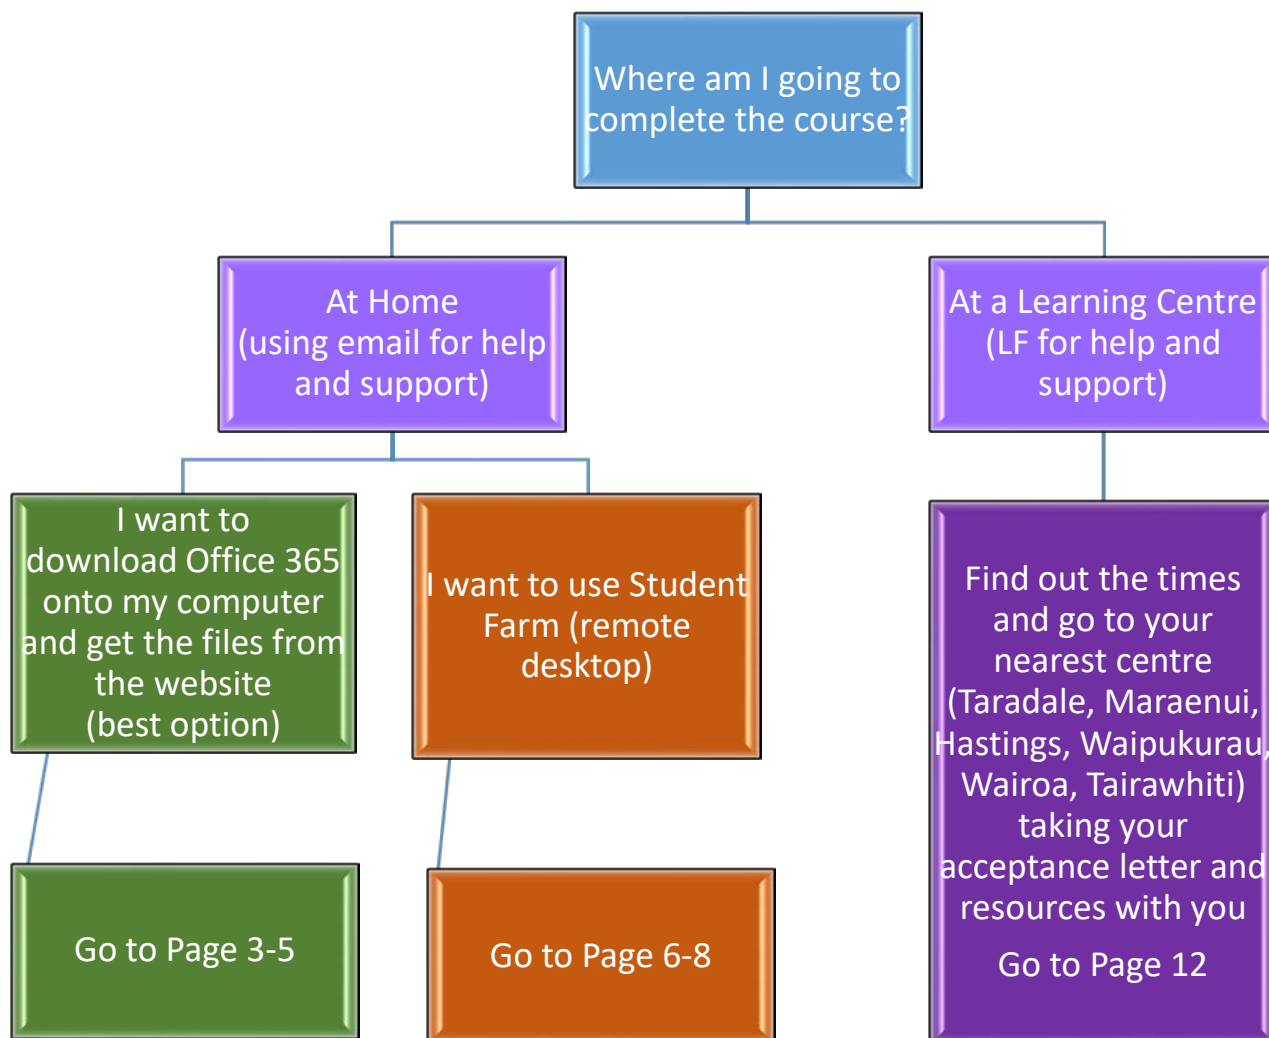 Where am I going to
complete the course?
At Home
(using email for help
and support)
At a Learning Centre
(LF for help and
support)
I want to
download Office 365
onto my computer
and get the files from
the website
(best option)
I want to use Student
Farm (remote
desktop)
Find out the times
and go to your
nearest centre
(Taradale, Maraenui,
Hastings, Waipukurau,
Wairoa, Tairawhiti)
taking your
acceptance letter and
resources with you
Go to Page 12
Go to Page 3-5
Go to Page 6-8